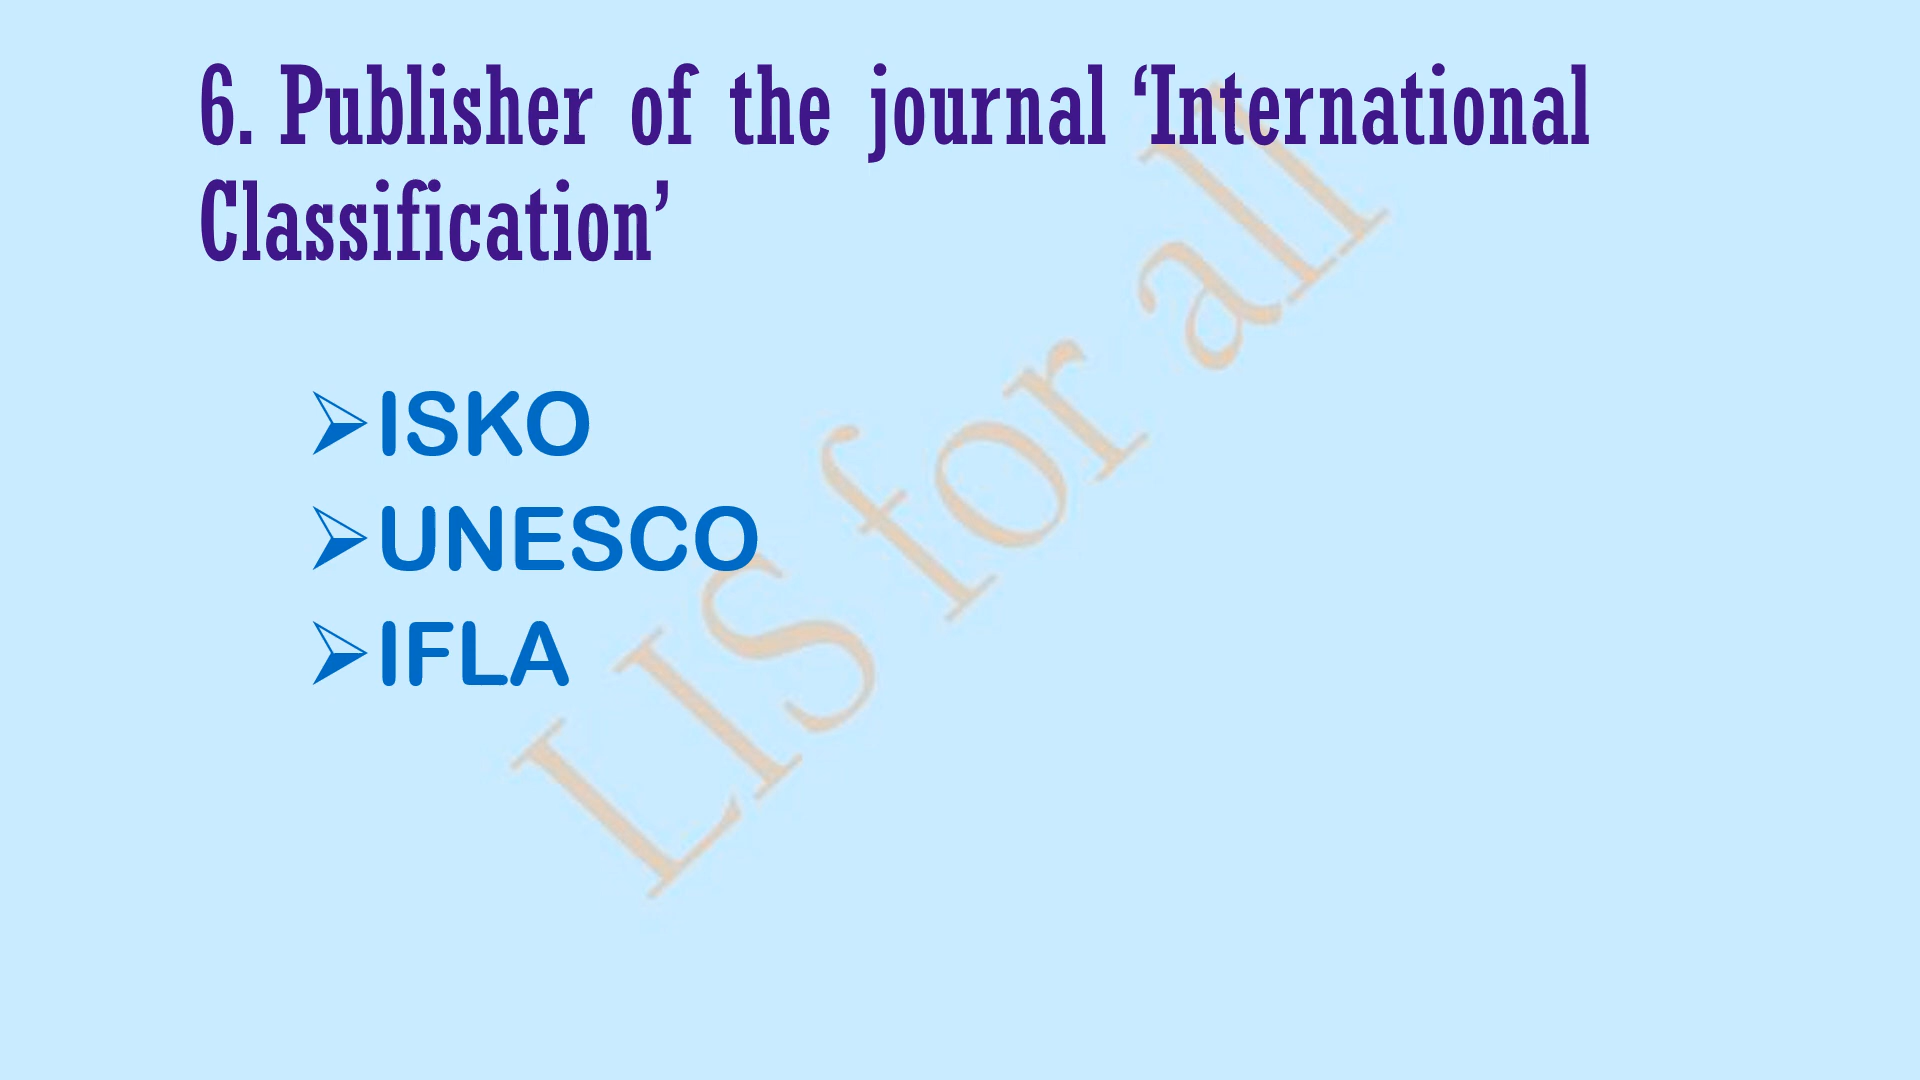 6. Publisher of the journal ‘International
Classification’
➢ISKO
➢UNESCO
➢IFLA
LIS for all